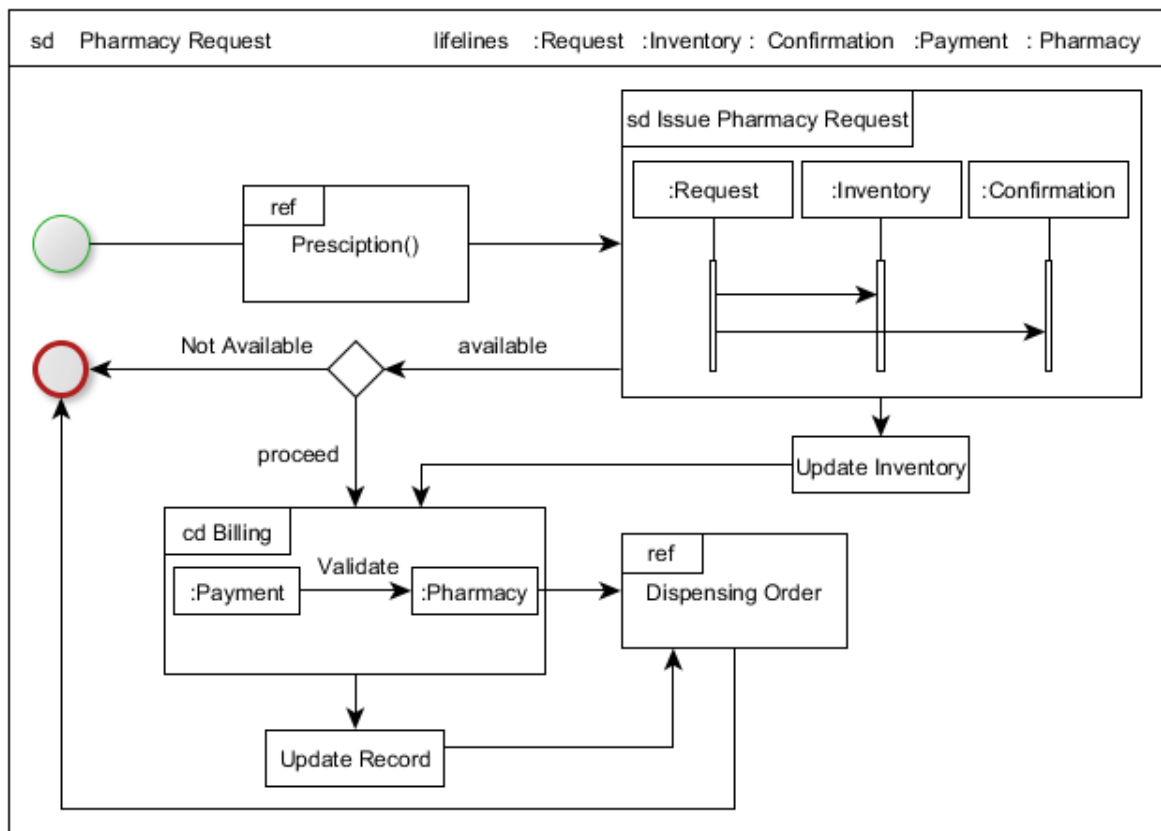 sd Pharmacy Request lifelines :Request :Inventory : Confirmation :Payment : Pharmacy
sd Issue Pharmacy Request
:Request :Inventory :Confirmation
ref
Presciption()
Not Available
available
proceed
Update Inventory
cd Billing
Validate
:Payment :Pharmacy
ref
Dispensing Order
Update Record